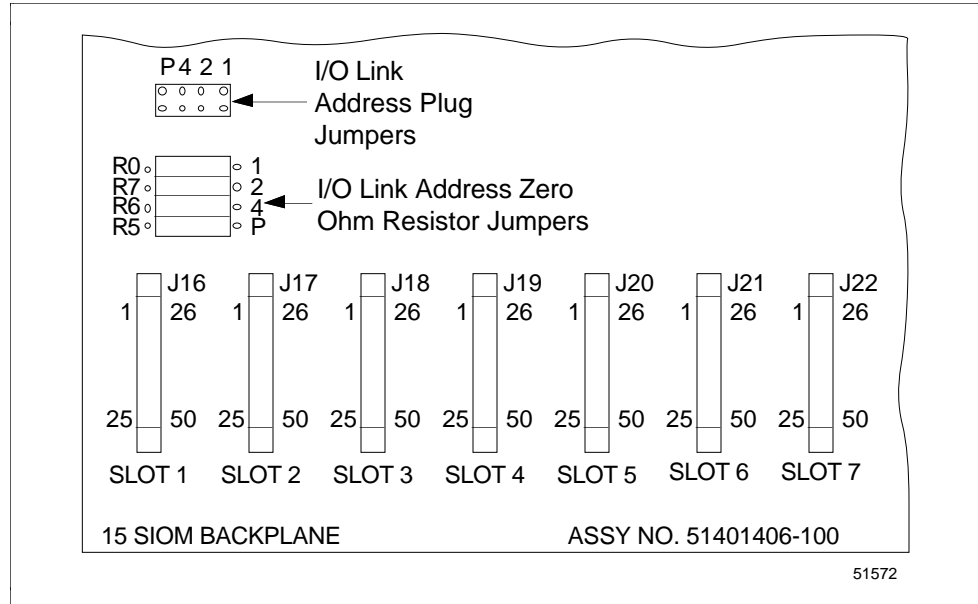 P 4 2 1
I/O Link
Address Plug
Jumpers
R0 1
R7 2
R6 4
R5 P
I/O Link Address Zero
Ohm Resistor Jumpers
J16 J17 J18 J19 J20 J21 J22
1 26 1 26 1 26 1 26 1 26 1 26 1 26
25 50 25 50 25 50 25 50 25 50 25 50 25 50
SLOT 1 SLOT 2 SLOT 3 SLOT 4 SLOT 5 SLOT 6 SLOT 7
15 SIOM BACKPLANE ASSY NO. 51401406-100
51572